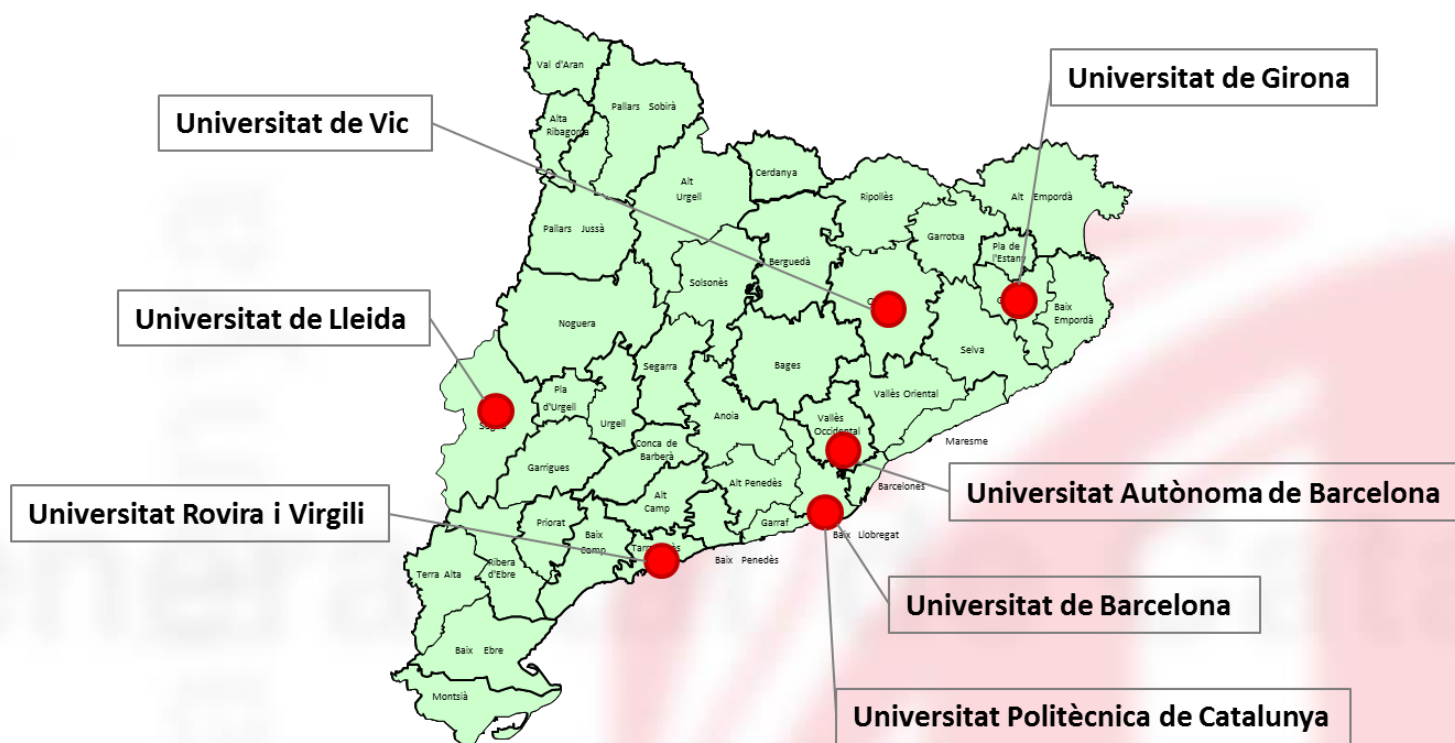 Val d'Aran
Universitat de Girona
Pallars Sobirà
Alta
Ribagorça
Universitat de Vic
Cerdanya
Alt
Urgell
Ripollès
Alt Empordà
Pallars Jussà
Garrotxa
Pla de
l'Estany
Berguedà
Solsonès
Baix
Empordà
Universitat de Lleida
Noguera
Selva
Segarra
Bages
Pla
d'Urgell
Vallès Oriental
Urgell
Anoia
Vallès
Occidental
Maresme
Conca de
Barberà
Garrigues
Alt Penedès
Barcelonès
Universitat Autònoma de Barcelona
Alt
Camp
Universitat Rovira i Virgili
Priorat
Garraf
Baix
Camp
Baix Llobregat
Baix Penedès
Ribera
d'Ebre
Terra Alta
Universitat de Barcelona
Baix Ebre
Montsià
Universitat Politècnica de Catalunya